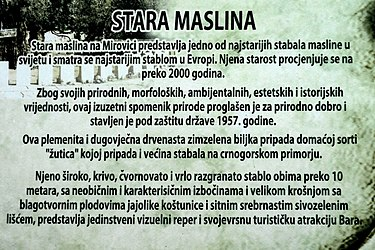 STARA MASLINA
Stara maslina na Mirovici predstavlja jedno od najstarijih stabala masline u
svijetu i smatra se najstarijim stablom u Evropi. Njena starost procjenjuje se na
preko 2000 godina.
Zbog svojih prirodnih, morfoloških, ambijentalnih, estetskih i istorijskih
vrijednosti, ovaj izuzetni spomenik prirode proglašen je za prirodno dobro i
stavljen je pod zaštitu države 1957. godine.
Ova plemenita i dugovječna drvenasta zimzelena biljka pripada domaćoj sorti
"žutica" kojoj pripada i većina stabala na crnogorskom primorju.
Njeno široko, krivo, čvornovato i vrlo razgranato stablo obima preko 10
metara, sa neobičnim i karakterisičnim izbočinama i velikom krošnjom sa
blagotvornim plodovima jajolike koštunice i sitnim srebrnastim sivozelenim
lišćem, predstavlja jedinstveni vizuelni reper i svojevrsnu turističku atrakciju Bara.